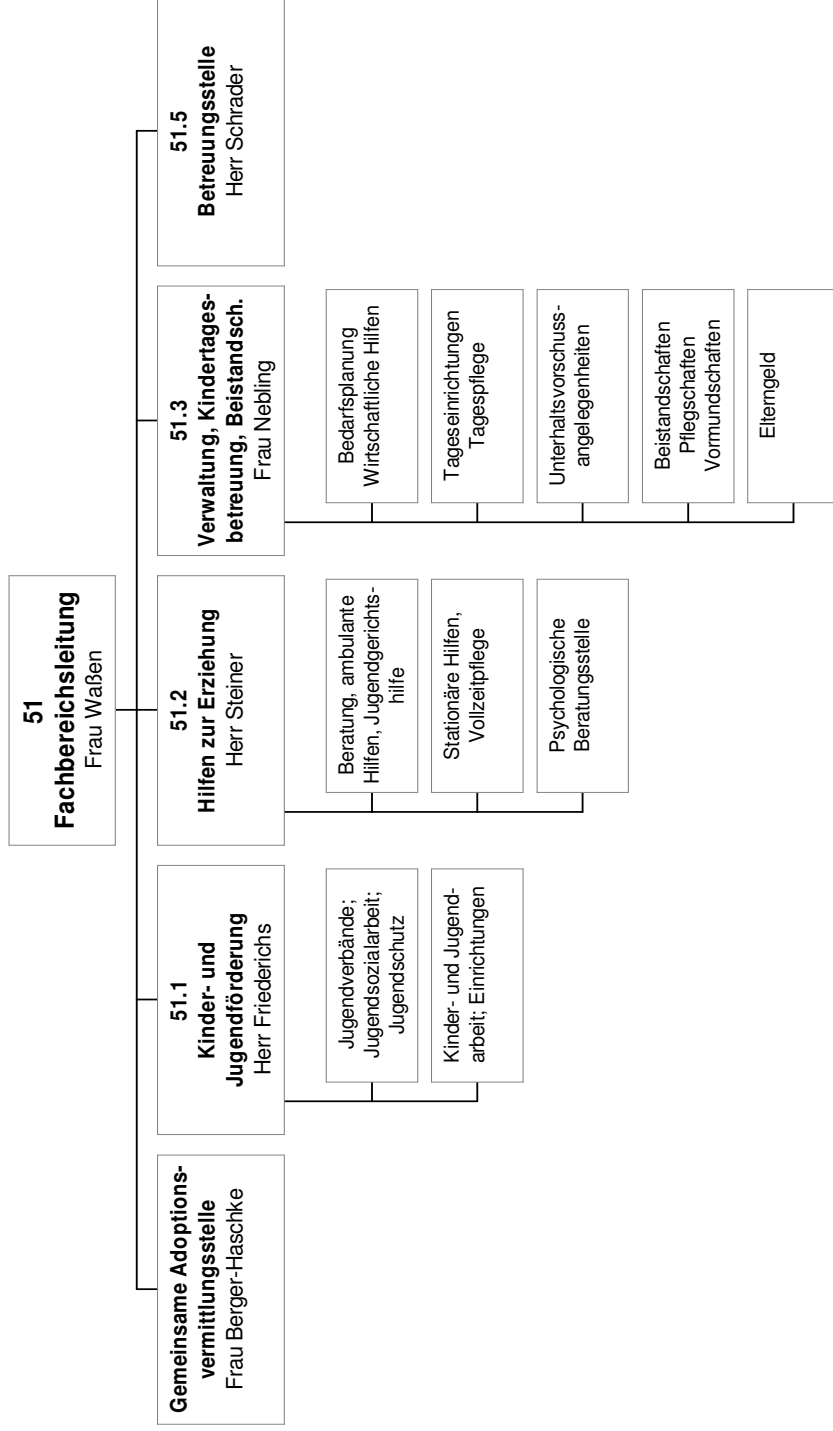 51
Fachbereichsleitung
Frau Waßen
Gemeinsame Adoptions-
vermittlungsstelle
Frau Berger-Haschke
51.1
Kinder- und
Jugendförderung
Herr Friederichs
Jugendverbände;
Jugendsozialarbeit;
Jugendschutz
Kinder- und Jugend-
arbeit; Einrichtungen
51.2
Hilfen zur Erziehung
Herr Steiner
Beratung, ambulante
Hilfen, Jugendgerichts-
hilfe
Stationäre Hilfen,
Vollzeitpflege
Psychologische
Beratungsstelle
51.3
Verwaltung, Kindertages-
betreuung, Beistandsch.
Frau Nebling
Bedarfsplanung
Wirtschaftliche Hilfen
Tageseinrichtungen
Tagespflege
Unterhaltsvorschuss-
angelegenheiten
Beistandschaften
Pflegschaften
Vormundschaften
Elterngeld
51.5
Betreuungsstelle
Herr Schrader